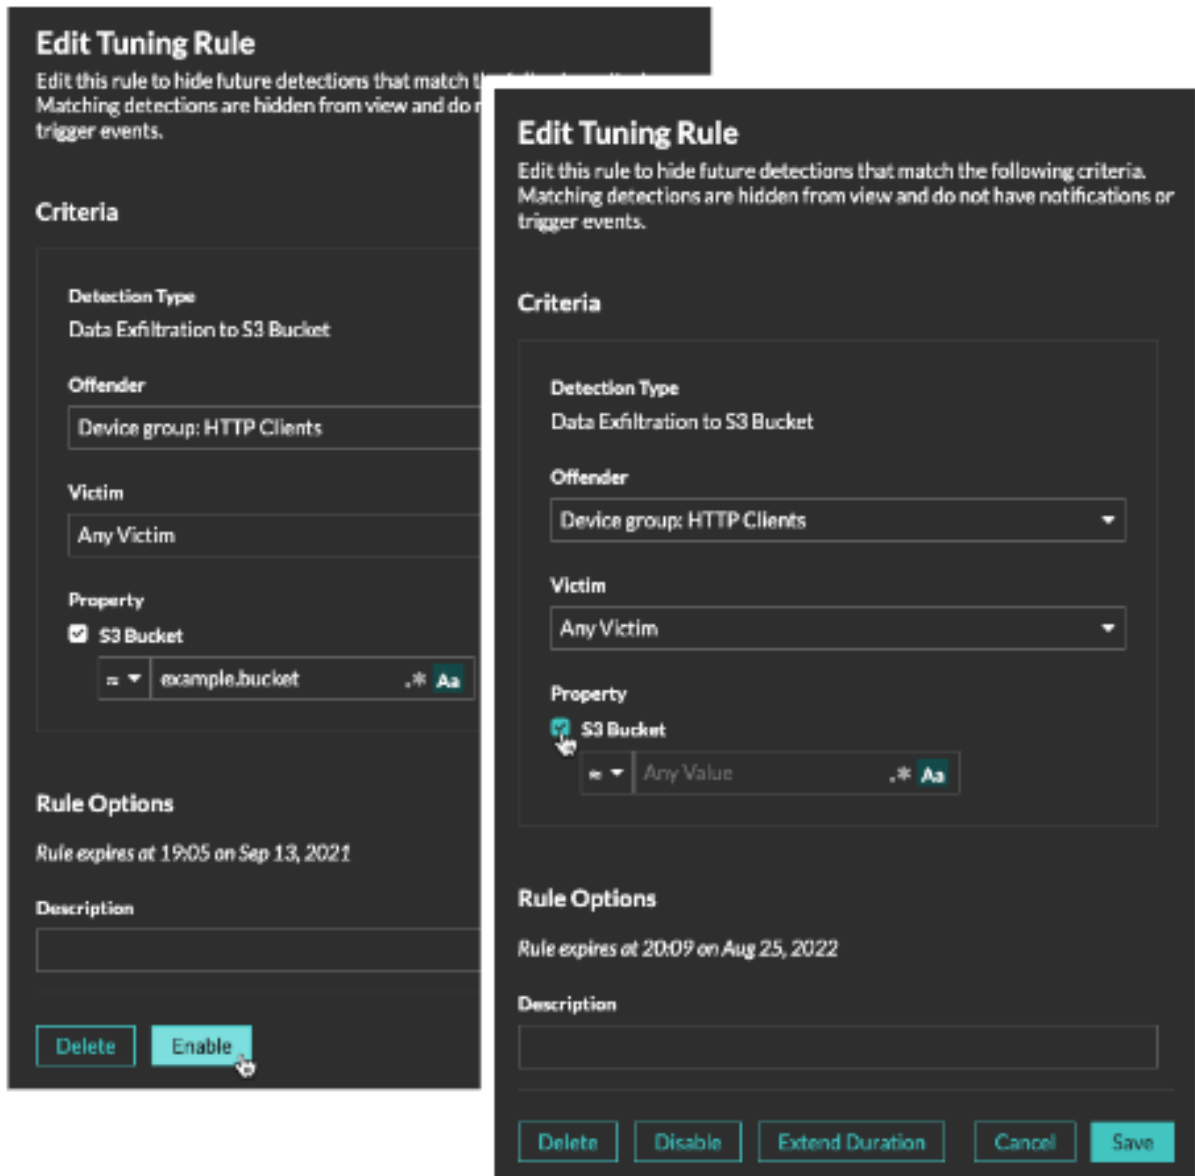 Edit Tuning Rule
Edit this rule to hide future detections that match
Matching detections are hidden from view and do
trigger events.
Criteria
Detection Type
Data Exfiltration to S3 Bucket
Offender
Device group: HTTP Clients
Victim
Any Victim
Property
S3 Bucket
≈ example.bucket .* Aa
Rule Options
Rule expires at 19:05 on Sep 13, 2021
Description
Delete Enable
Edit Tuning Rule
Edit this rule to hide future detections that match the following criteria.
Matching detections are hidden from view and do not have notifications or
trigger events.
Criteria
Detection Type
Data Exfiltration to S3 Bucket
Offender
Device group: HTTP Clients
Victim
Any Victim
Property
S3 Bucket
≈ Any Value .* Aa
Rule Options
Rule expires at 20:09 on Aug 25, 2022
Description
Delete Disable Extend Duration Cancel Save